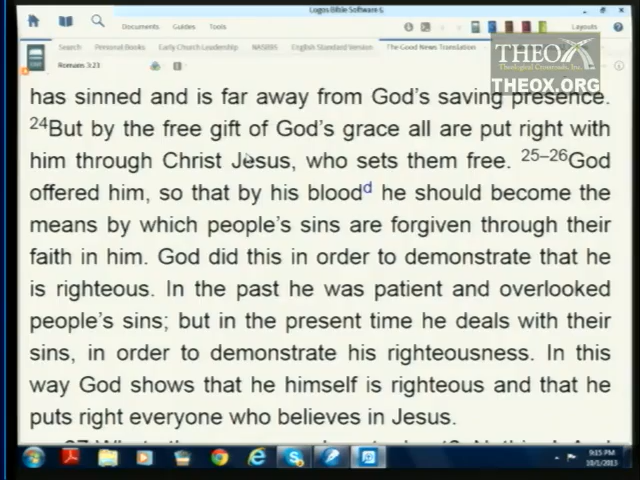 Logos Bible Software 6
Documents Guides Tools Layouts
Search Personal Books Early Church Leadership NASB95 English Standard Version The Good News Translation
Romans 3:23
THEOX
THEOX.ORG
has sinned and is far away from God's saving presence.
24But by the free gift of God's grace all are put right with
him through Christ Jesus, who sets them free. 25–26God
offered him, so that by his bloodd he should become the
means by which people's sins are forgiven through their
faith in him. God did this in order to demonstrate that he
is righteous. In the past he was patient and overlooked
people's sins; but in the present time he deals with their
sins, in order to demonstrate his righteousness. In this
way God shows that he himself is righteous and that he
puts right everyone who believes in Jesus.
9:15 PM
10/1/2013